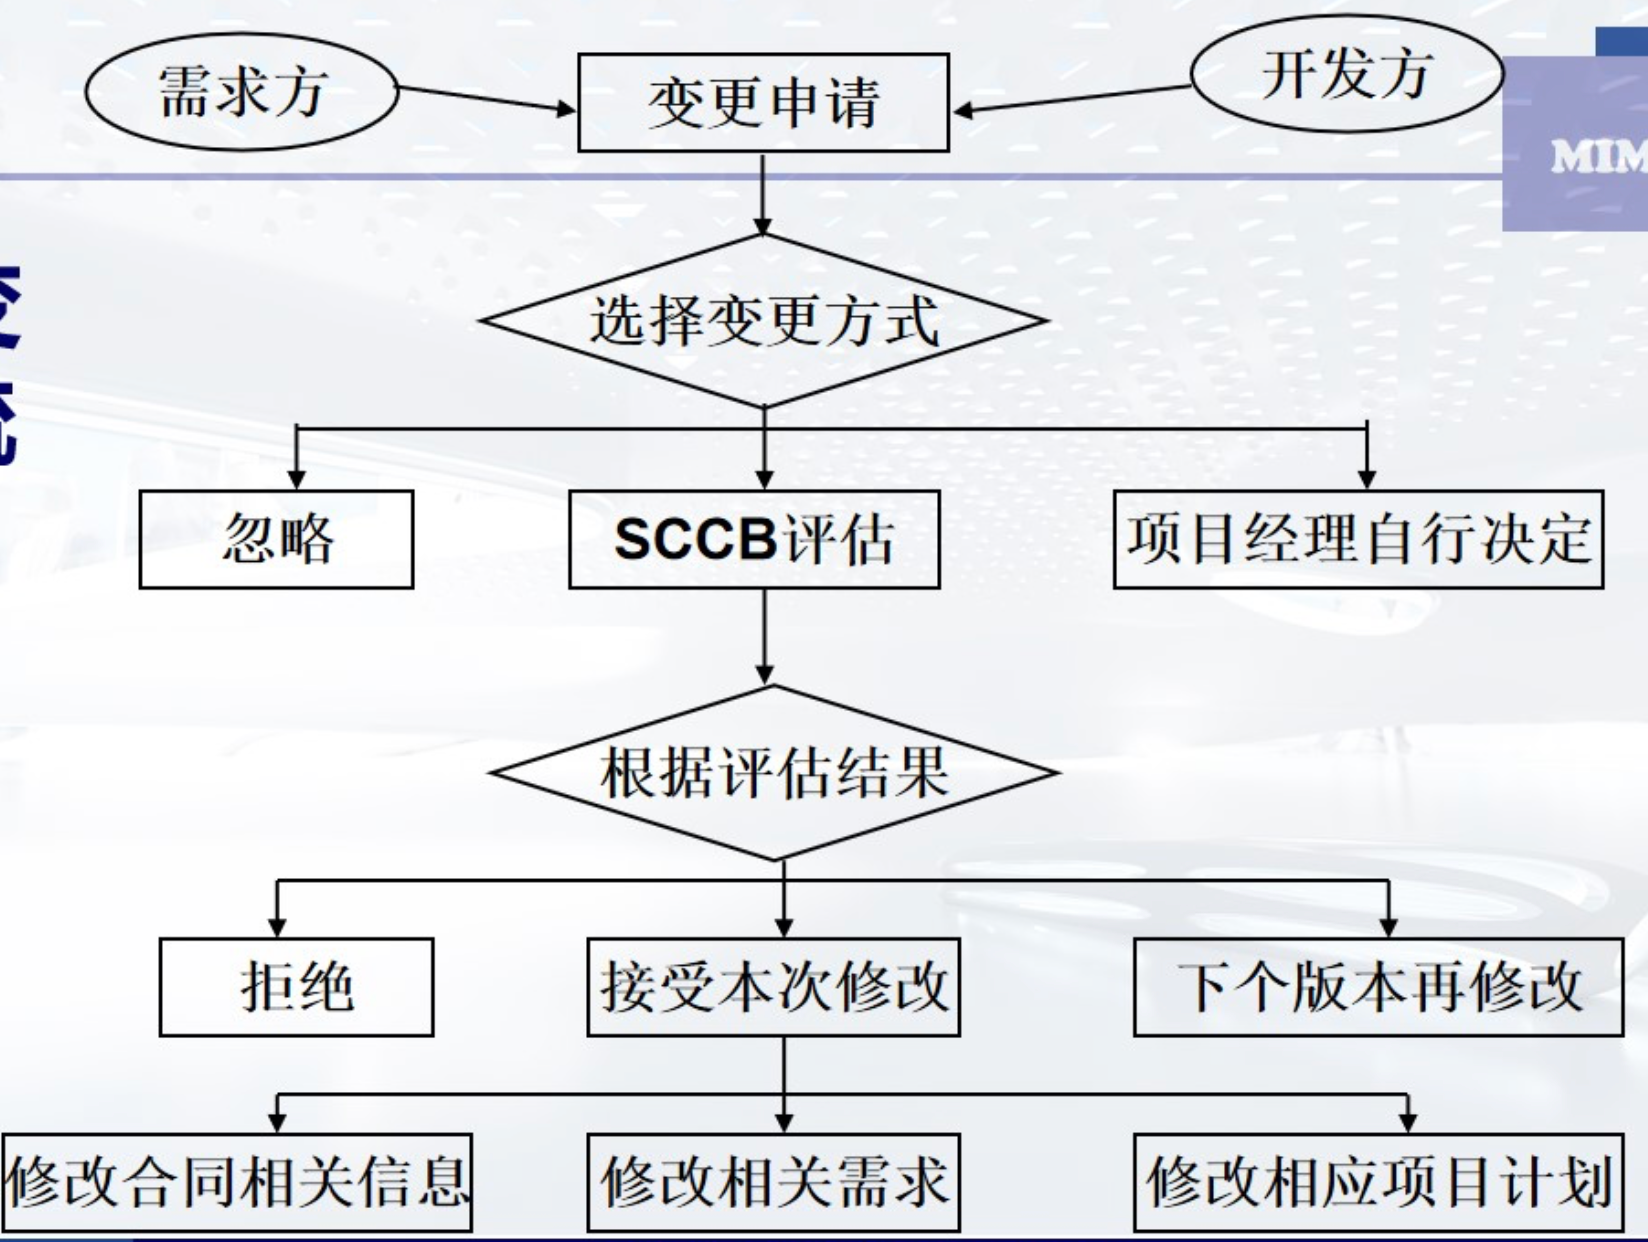 需求方
变更申请
开发方
MIM
变
选择变更方式
忽略
SCCB评估
项目经理自行决定
根据评估结果
拒绝
接受本次修改
下个版本再修改
修改合同相关信息
修改相关需求
修改相应项目计划